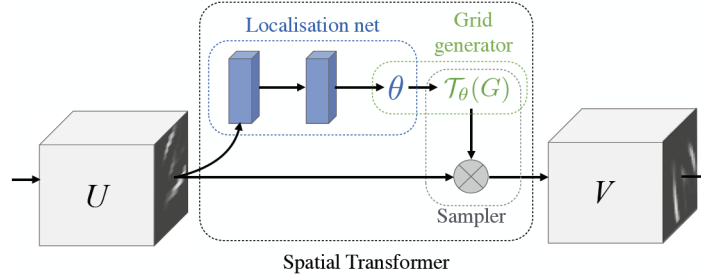 Localisation net
Grid
generator
θ
𝒯θ(G)
U
V
Sampler
Spatial Transformer